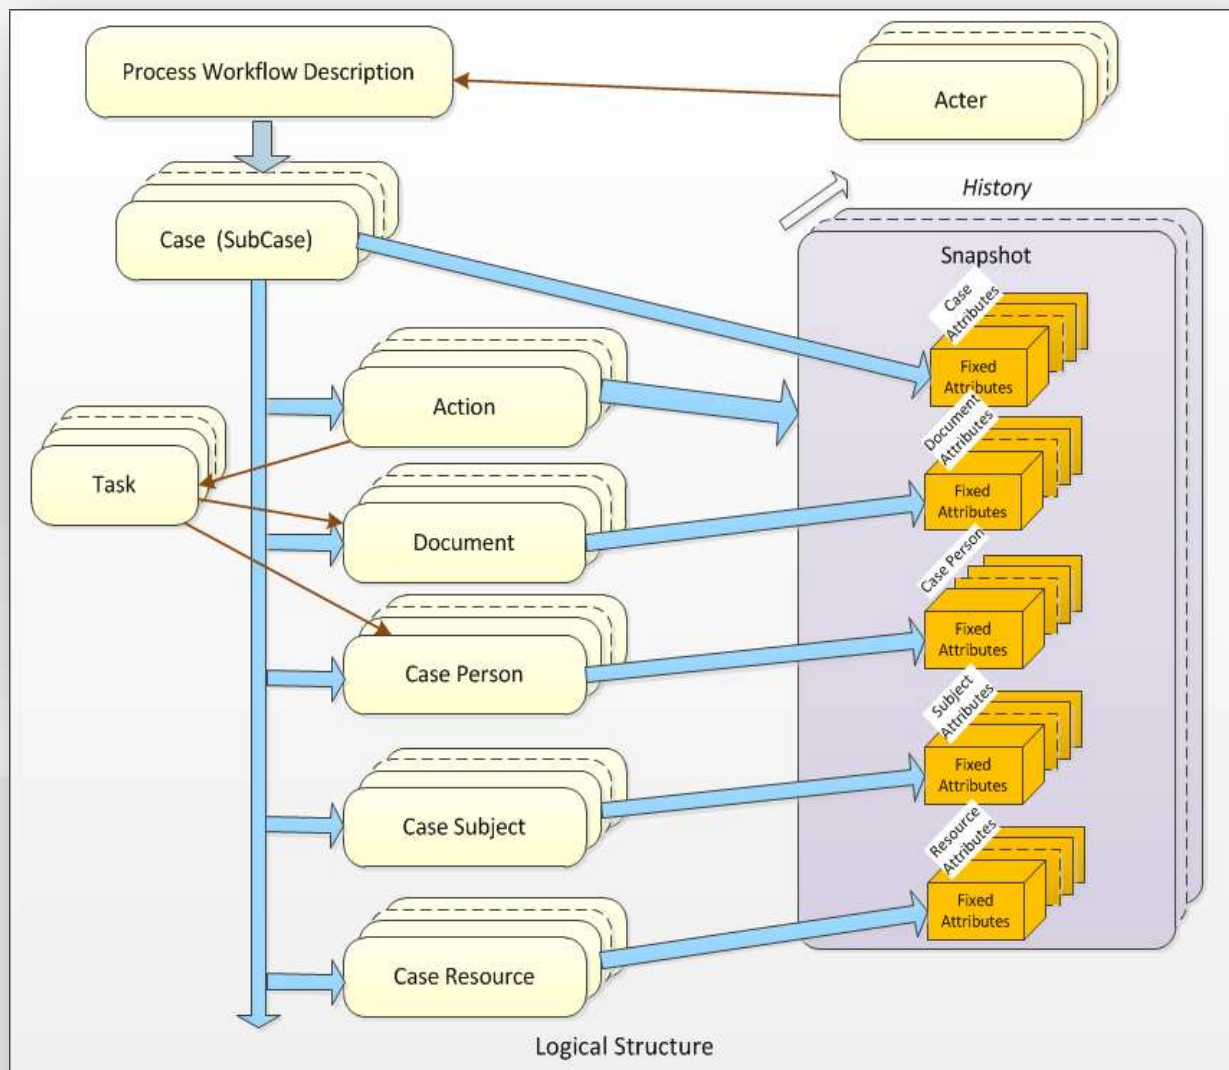 Process Workflow Description
Acter
History
Case (SubCase)
Snapshot
Case
Attributes
Fixed
Attributes
Action
Document
Attributes
Task
Fixed
Attributes
Document
Case Person
Fixed
Attributes
Case Person
Subject
Attributes
Fixed
Attributes
Case Subject
Resource
Attributes
Fixed
Attributes
Case Resource
Logical Structure